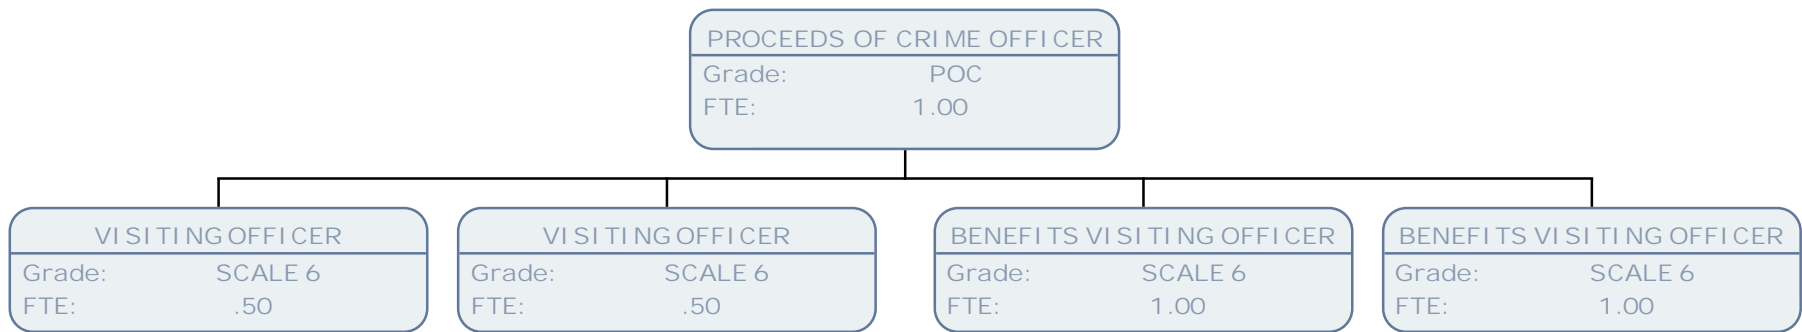 PROCEEDS OF CRIME OFFICER
Grade: POC
FTE: 1.00
VISITING OFFICER
Grade: SCALE 6
FTE: .50
VISITING OFFICER
Grade: SCALE 6
FTE: .50
BENEFITS VISITING OFFICER
Grade: SCALE 6
FTE: 1.00
BENEFITS VISITING OFFICER
Grade: SCALE 6
FTE: 1.00